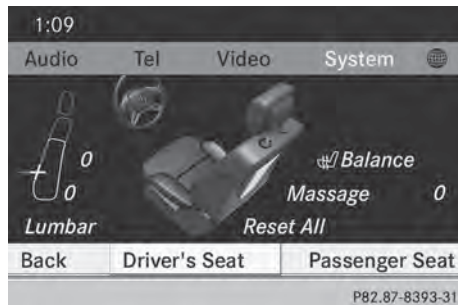 1:09
Audio Tel Video System
0
Balance
0
Massage 0
Lumbar Reset All
Back Driver's Seat Passenger Seat
P82.87-8393-31